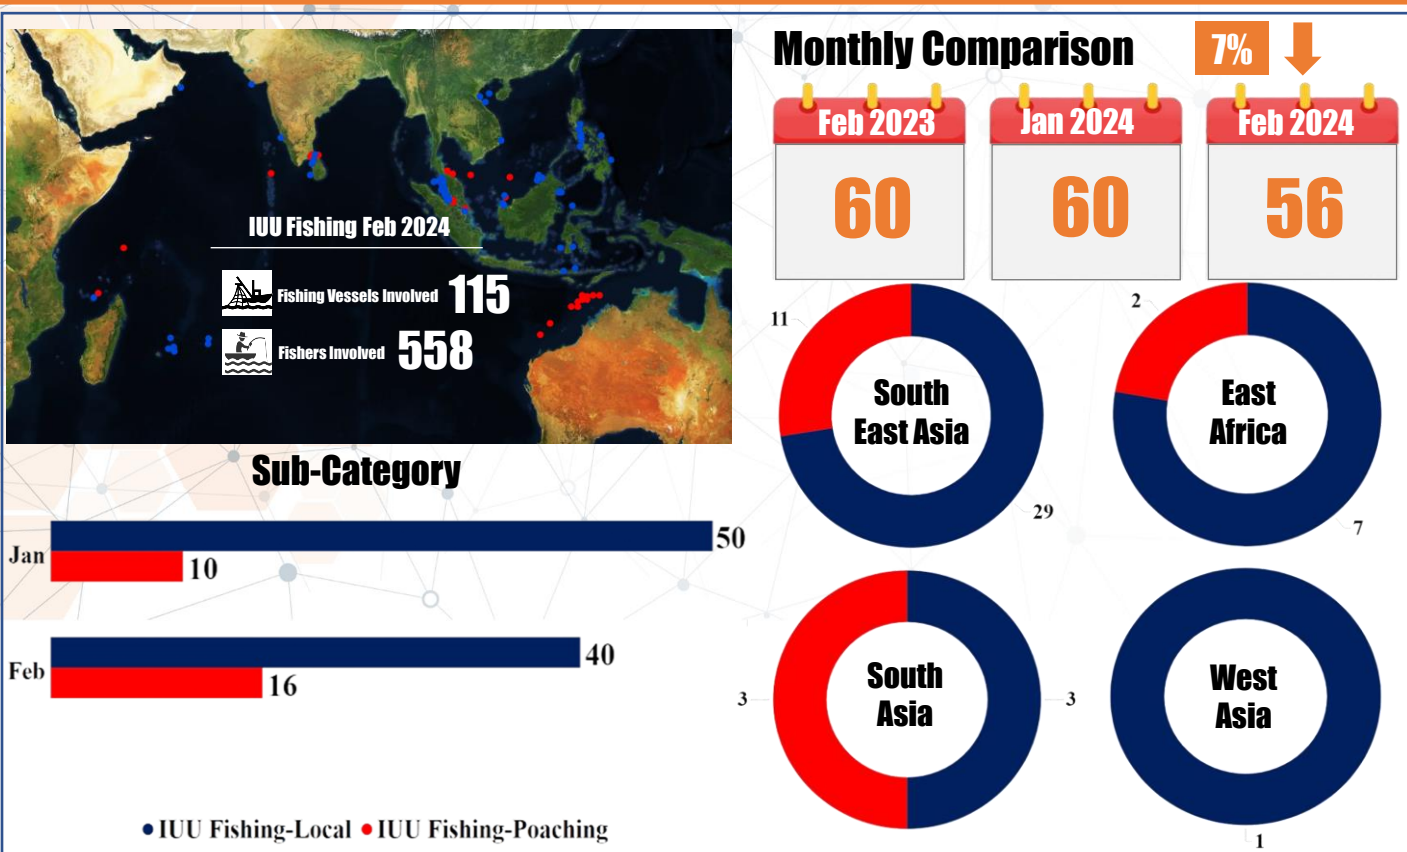 IUU Fishing Feb 2024
Fishing Vessels Involved 115
Fishers Involved 558
Monthly Comparison 7%
Feb 2023
60
Jan 2024
60
Feb 2024
56
South
East Asia
11
29
East
Africa
2
7
Sub-Category
Jan
50
10
Feb
40
16
IUU Fishing-Local IUU Fishing-Poaching
South
Asia
3
3
West
Asia
1